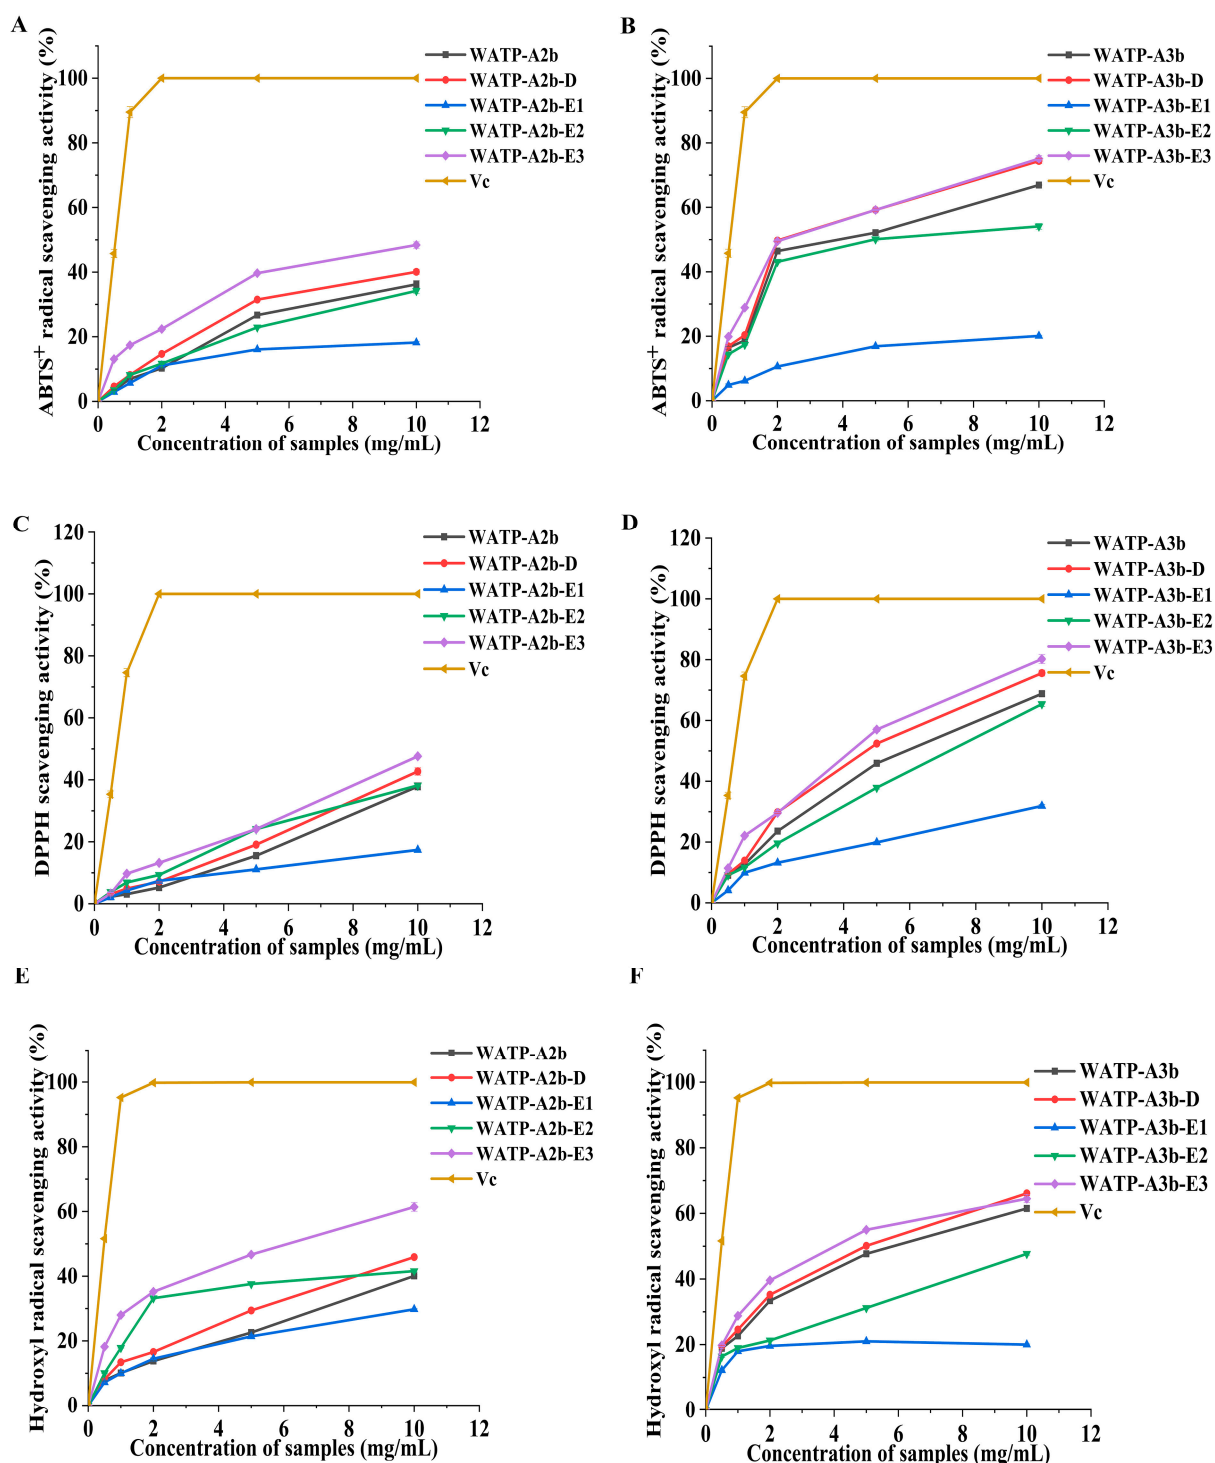 A
ABTS+ radical scavenging activity (%)
100
80
60
40
20
0
0 2 4 6 8 10 12
Concentration of samples (mg/mL)
WATP-A2b
WATP-A2b-D
WATP-A2b-E1
WATP-A2b-E2
WATP-A2b-E3
Vc
B
ABTS+ radical scavenging activity (%)
100
80
60
40
20
0
0 2 4 6 8 10 12
Concentration of samples (mg/mL)
WATP-A3b
WATP-A3b-D
WATP-A3b-E1
WATP-A3b-E2
WATP-A3b-E3
Vc
C
DPPH scavenging activity (%)
120
100
80
60
40
20
0
0 2 4 6 8 10 12
Concentration of samples (mg/mL)
WATP-A2b
WATP-A2b-D
WATP-A2b-E1
WATP-A2b-E2
WATP-A2b-E3
Vc
D
DPPH scavenging activity (%)
120
100
80
60
40
20
0
0 2 4 6 8 10 12
Concentration of samples (mg/mL)
WATP-A3b
WATP-A3b-D
WATP-A3b-E1
WATP-A3b-E2
WATP-A3b-E3
Vc
E
Hydroxyl radical scavenging activity (%)
100
80
60
40
20
0
0 2 4 6 8 10 12
Concentration of samples (mg/mL)
WATP-A2b
WATP-A2b-D
WATP-A2b-E1
WATP-A2b-E2
WATP-A2b-E3
Vc
F
Hydroxyl radical scavenging activity (%)
100
80
60
40
20
0
0 2 4 6 8 10 12
Concentration of samples (mg/mL)
WATP-A3b
WATP-A3b-D
WATP-A3b-E1
WATP-A3b-E2
WATP-A3b-E3
Vc